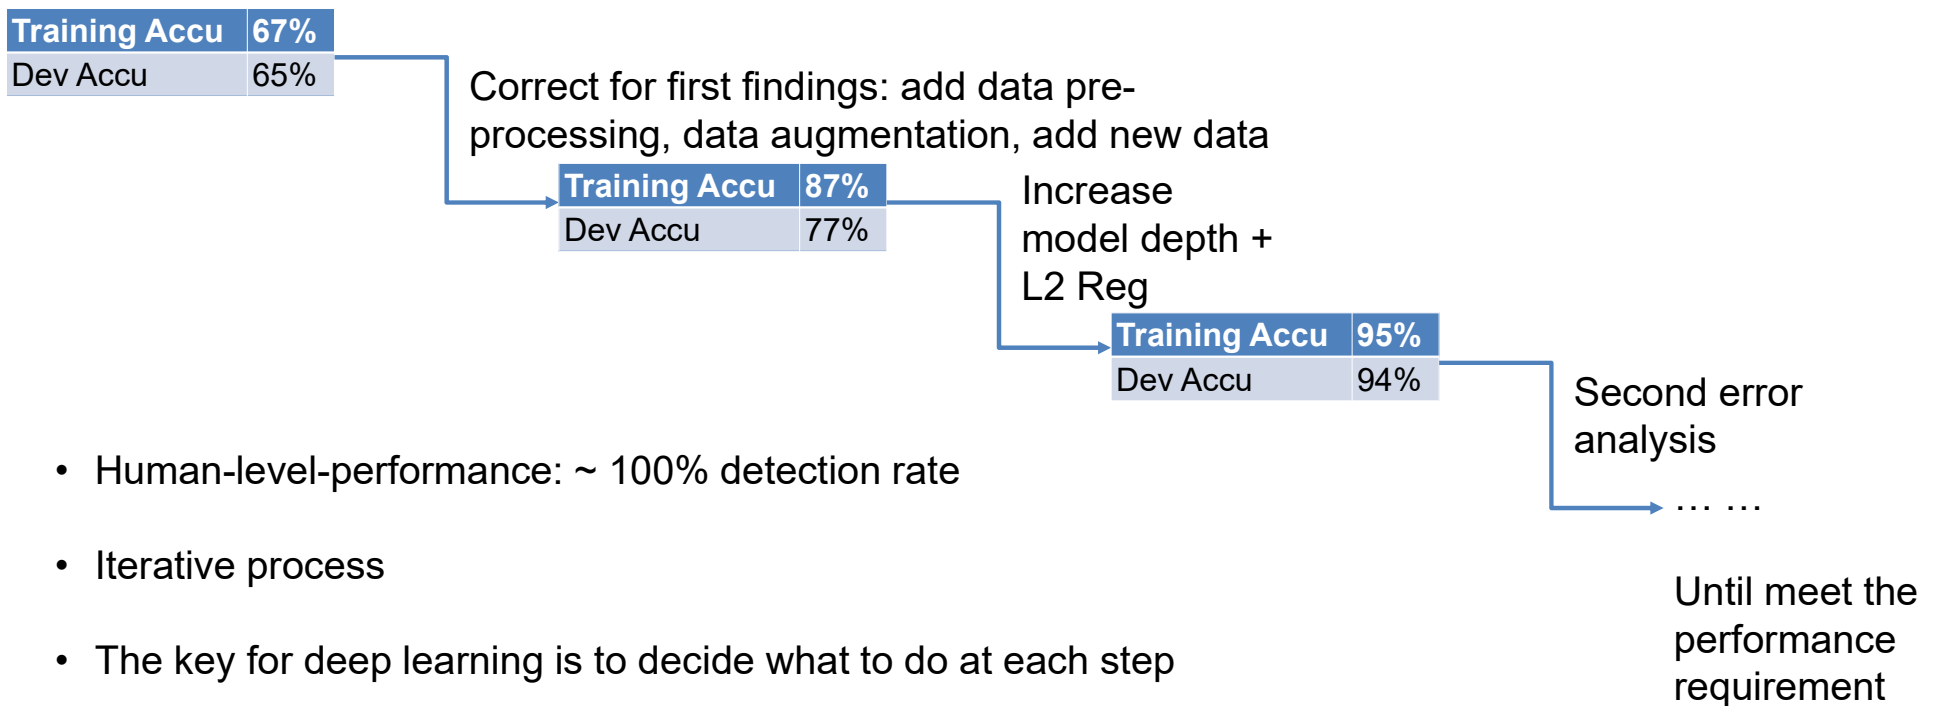 Training Accu 67%
Dev Accu 65%
Correct for first findings: add data pre-
processing, data augmentation, add new data
Training Accu 87%
Dev Accu 77%
Increase
model depth +
L2 Reg
Training Accu 95%
Dev Accu 94%
Second error
analysis
… …
Until meet the
performance
requirement
• Human-level-performance: ~ 100% detection rate
• Iterative process
• The key for deep learning is to decide what to do at each step